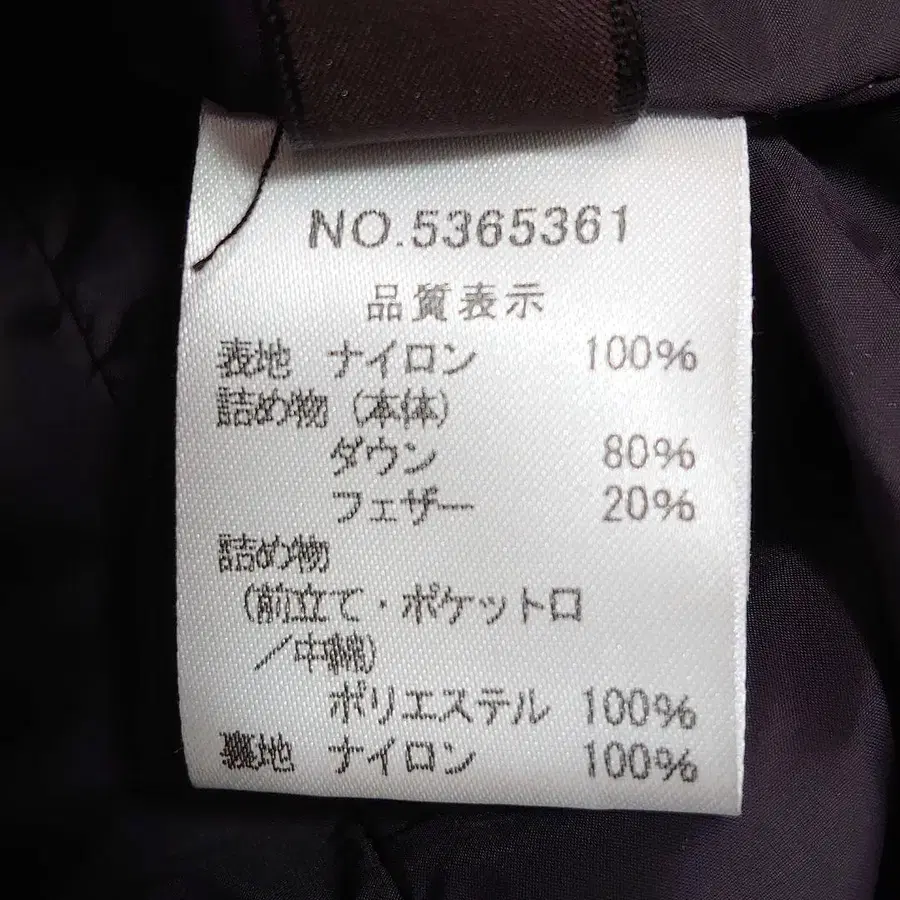 NO.5365361
品質表示
表地 ナイロン 100%
詰め物（本体）
ダウン 80%
フェザー 20%
詰め物
（前立て・ポケット口
／中綿）
ポリエステル 100%
裏地 ナイロン 100%